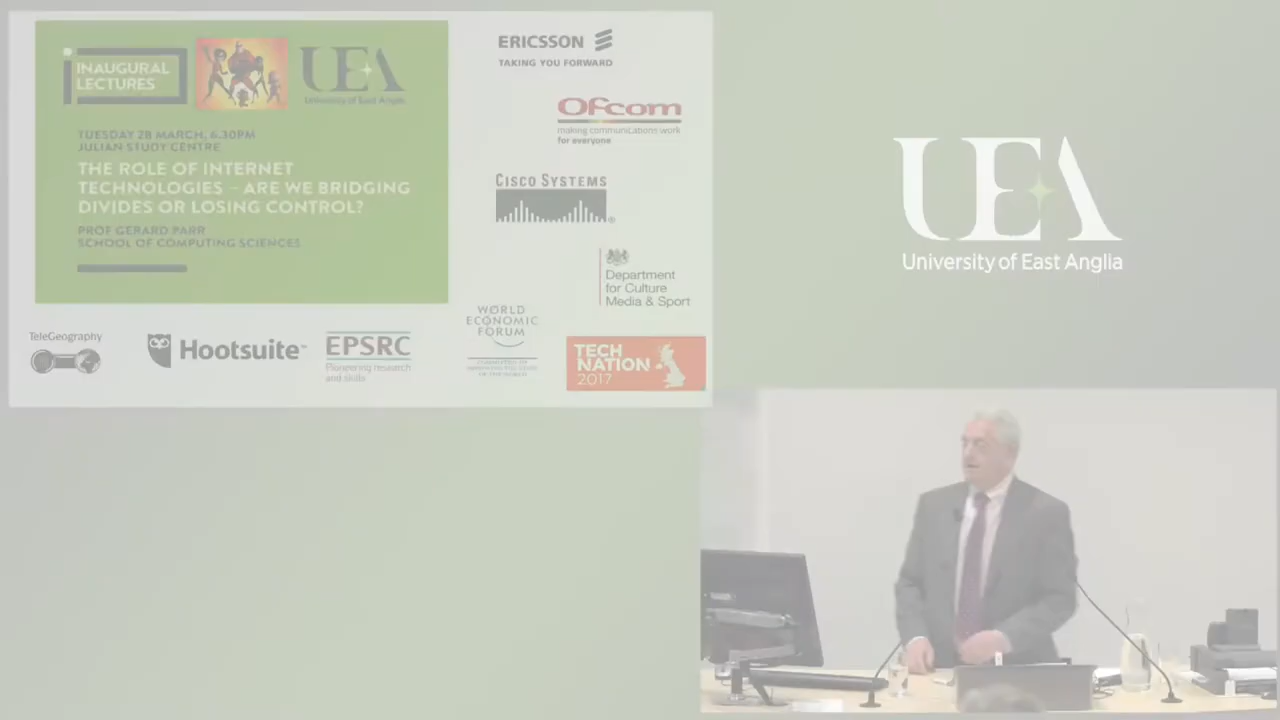 INAUGURAL
LECTURES
UEA
University of East Anglia
TUESDAY 28 MARCH, 6.30PM
JULIAN STUDY CENTRE
THE ROLE OF INTERNET
TECHNOLOGIES – ARE WE BRIDGING
DIVIDES OR LOSING CONTROL?
PROF GERARD PARR
SCHOOL OF COMPUTING SCIENCES
ERICSSON
TAKING YOU FORWARD
Ofcom
making communications work
for everyone
CISCO SYSTEMS
Department
for Culture
Media & Sport
TeleGeography
Hootsuite™
EPSRC
Pioneering research
and skills
WORLD
ECONOMIC
FORUM
TECH
NATION
2017
UEA
University of East Anglia